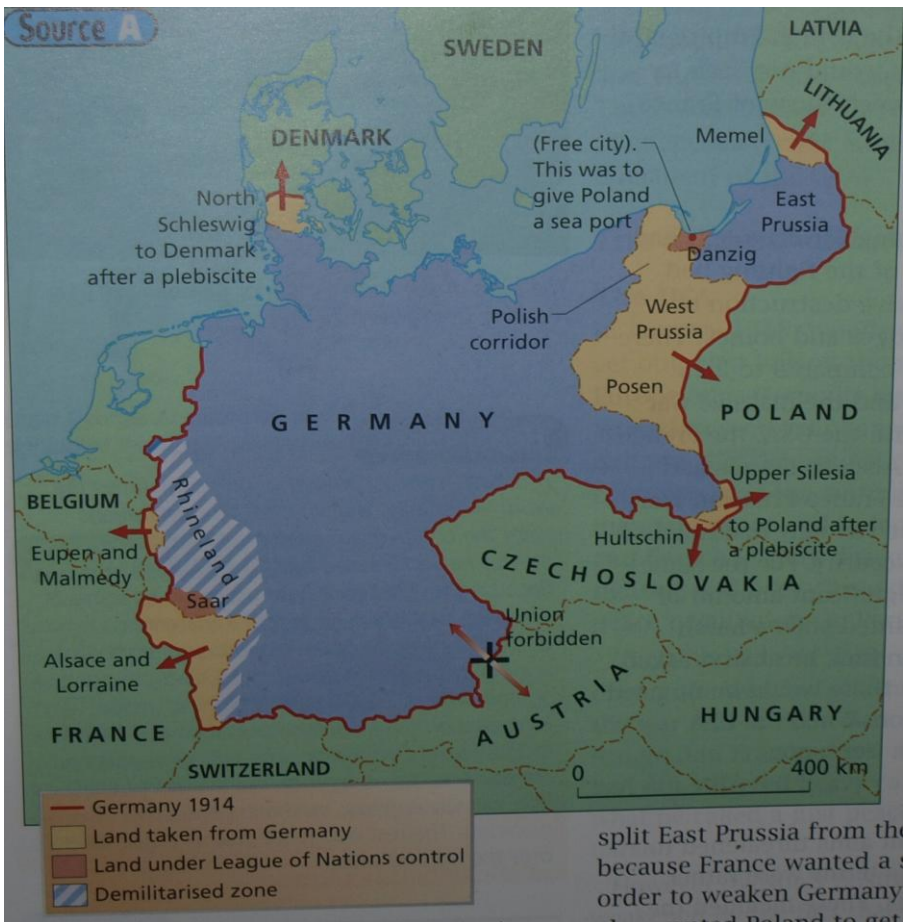 Source A
SWEDEN
LATVIA
LITHUANIA
DENMARK
Memel
(Free city).
This was to
give Poland
a sea port
North
Schleswig
to Denmark
after a plebiscite
East
Prussia
Danzig
Polish
corridor
West
Prussia
Posen
GERMANY
POLAND
Rhineland
BELGIUM
Eupen and
Malmédy
Upper Silesia
to Poland after
a plebiscite
Hultschin
CZECHOSLOVAKIA
Saar
Union
forbidden
Alsace and
Lorraine
AUSTRIA
HUNGARY
FRANCE
SWITZERLAND
0 400 km
Germany 1914
Land taken from Germany
Land under League of Nations control
Demilitarised zone
split East Prussia from the
because France wanted a s
order to weaken Germany
Poland to get